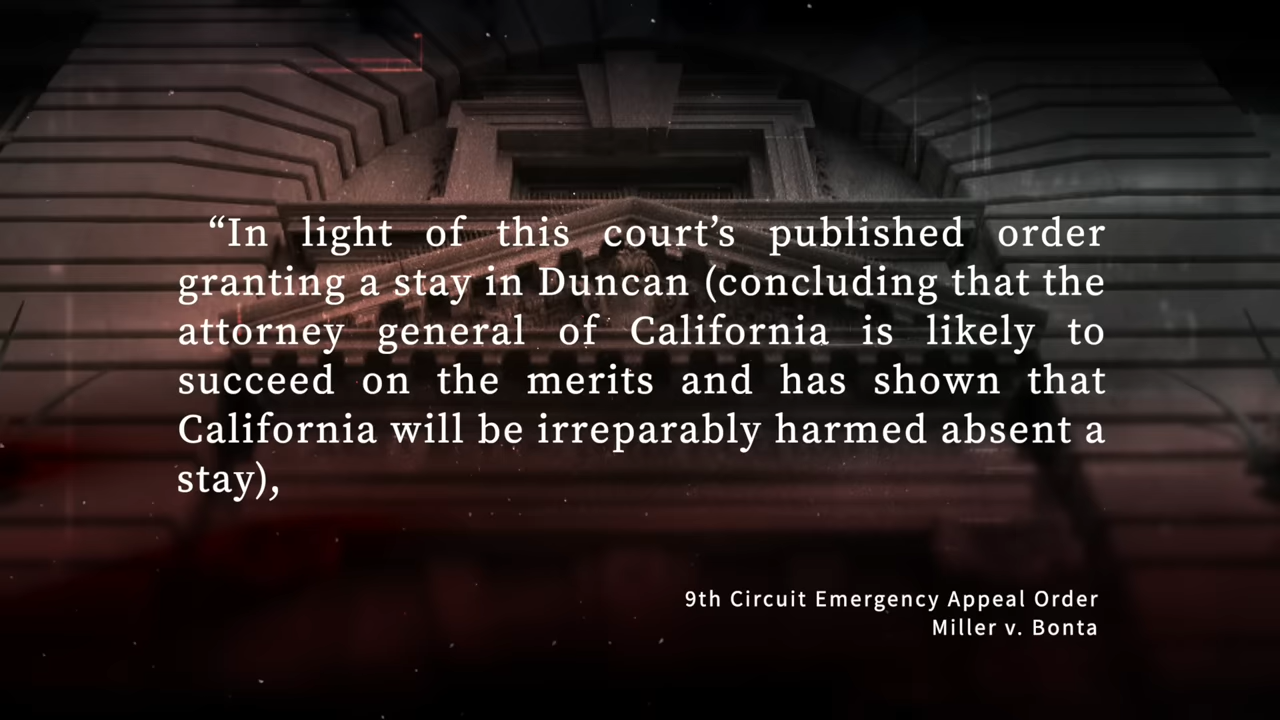 “In light of this court’s published order
granting a stay in Duncan (concluding that the
attorney general of California is likely to
succeed on the merits and has shown that
California will be irreparably harmed absent a
stay),
9th Circuit Emergency Appeal Order
Miller v. Bonta